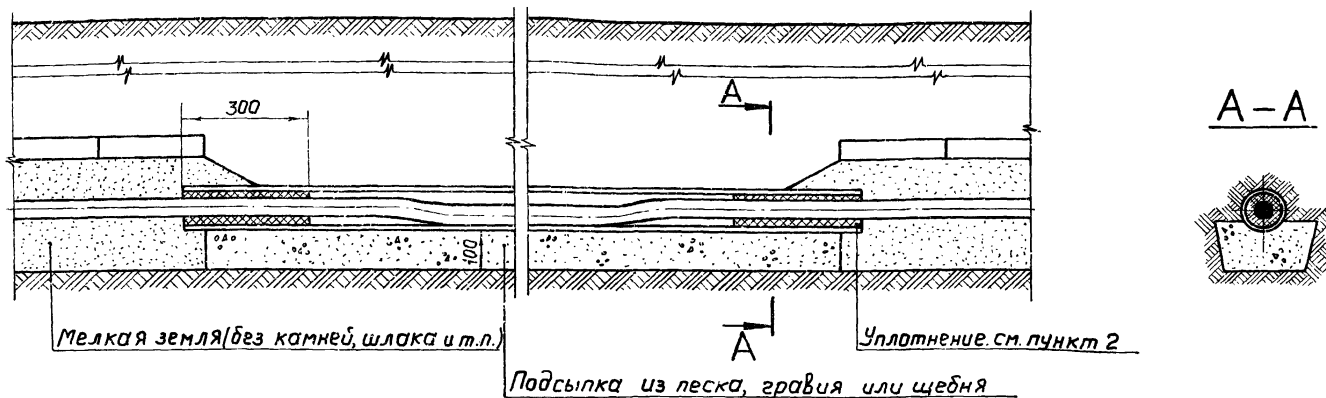 300
А
А – А
100
Мелкая земля (без камней, шлака и т.п.)
А
Уплотнение. см. пункт 2
Подсыпка из песка, гравия или щебня